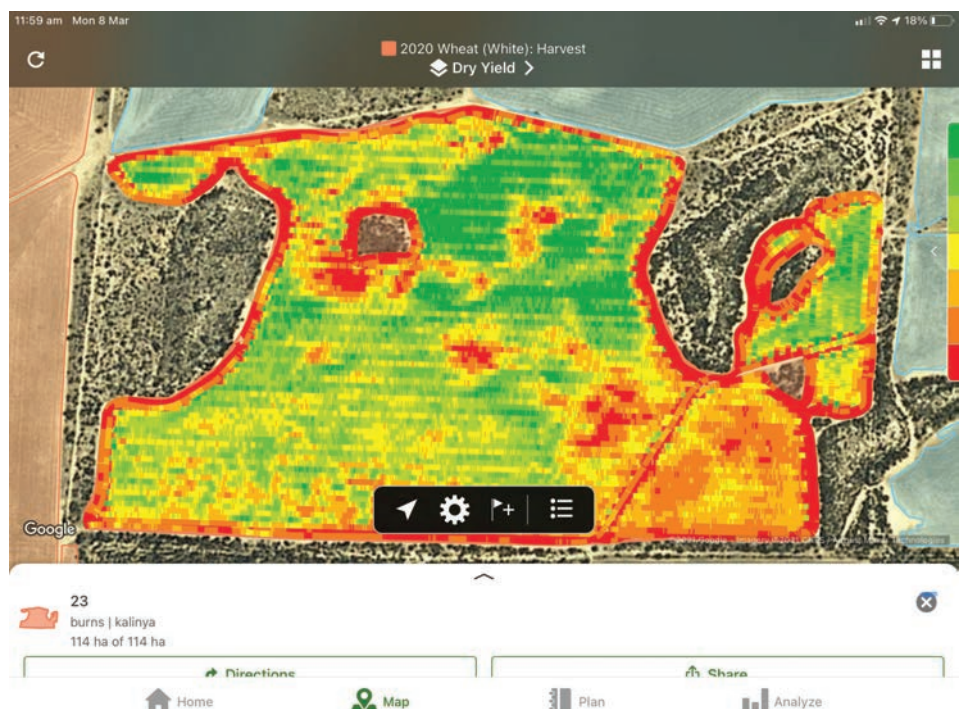 11:59 am Mon 8 Mar
18%
2020 Wheat (White): Harvest
Dry Yield
Google
23
burns | kalinya
114 ha of 114 ha
Directions
Share
Home
Map
Plan
Analyze